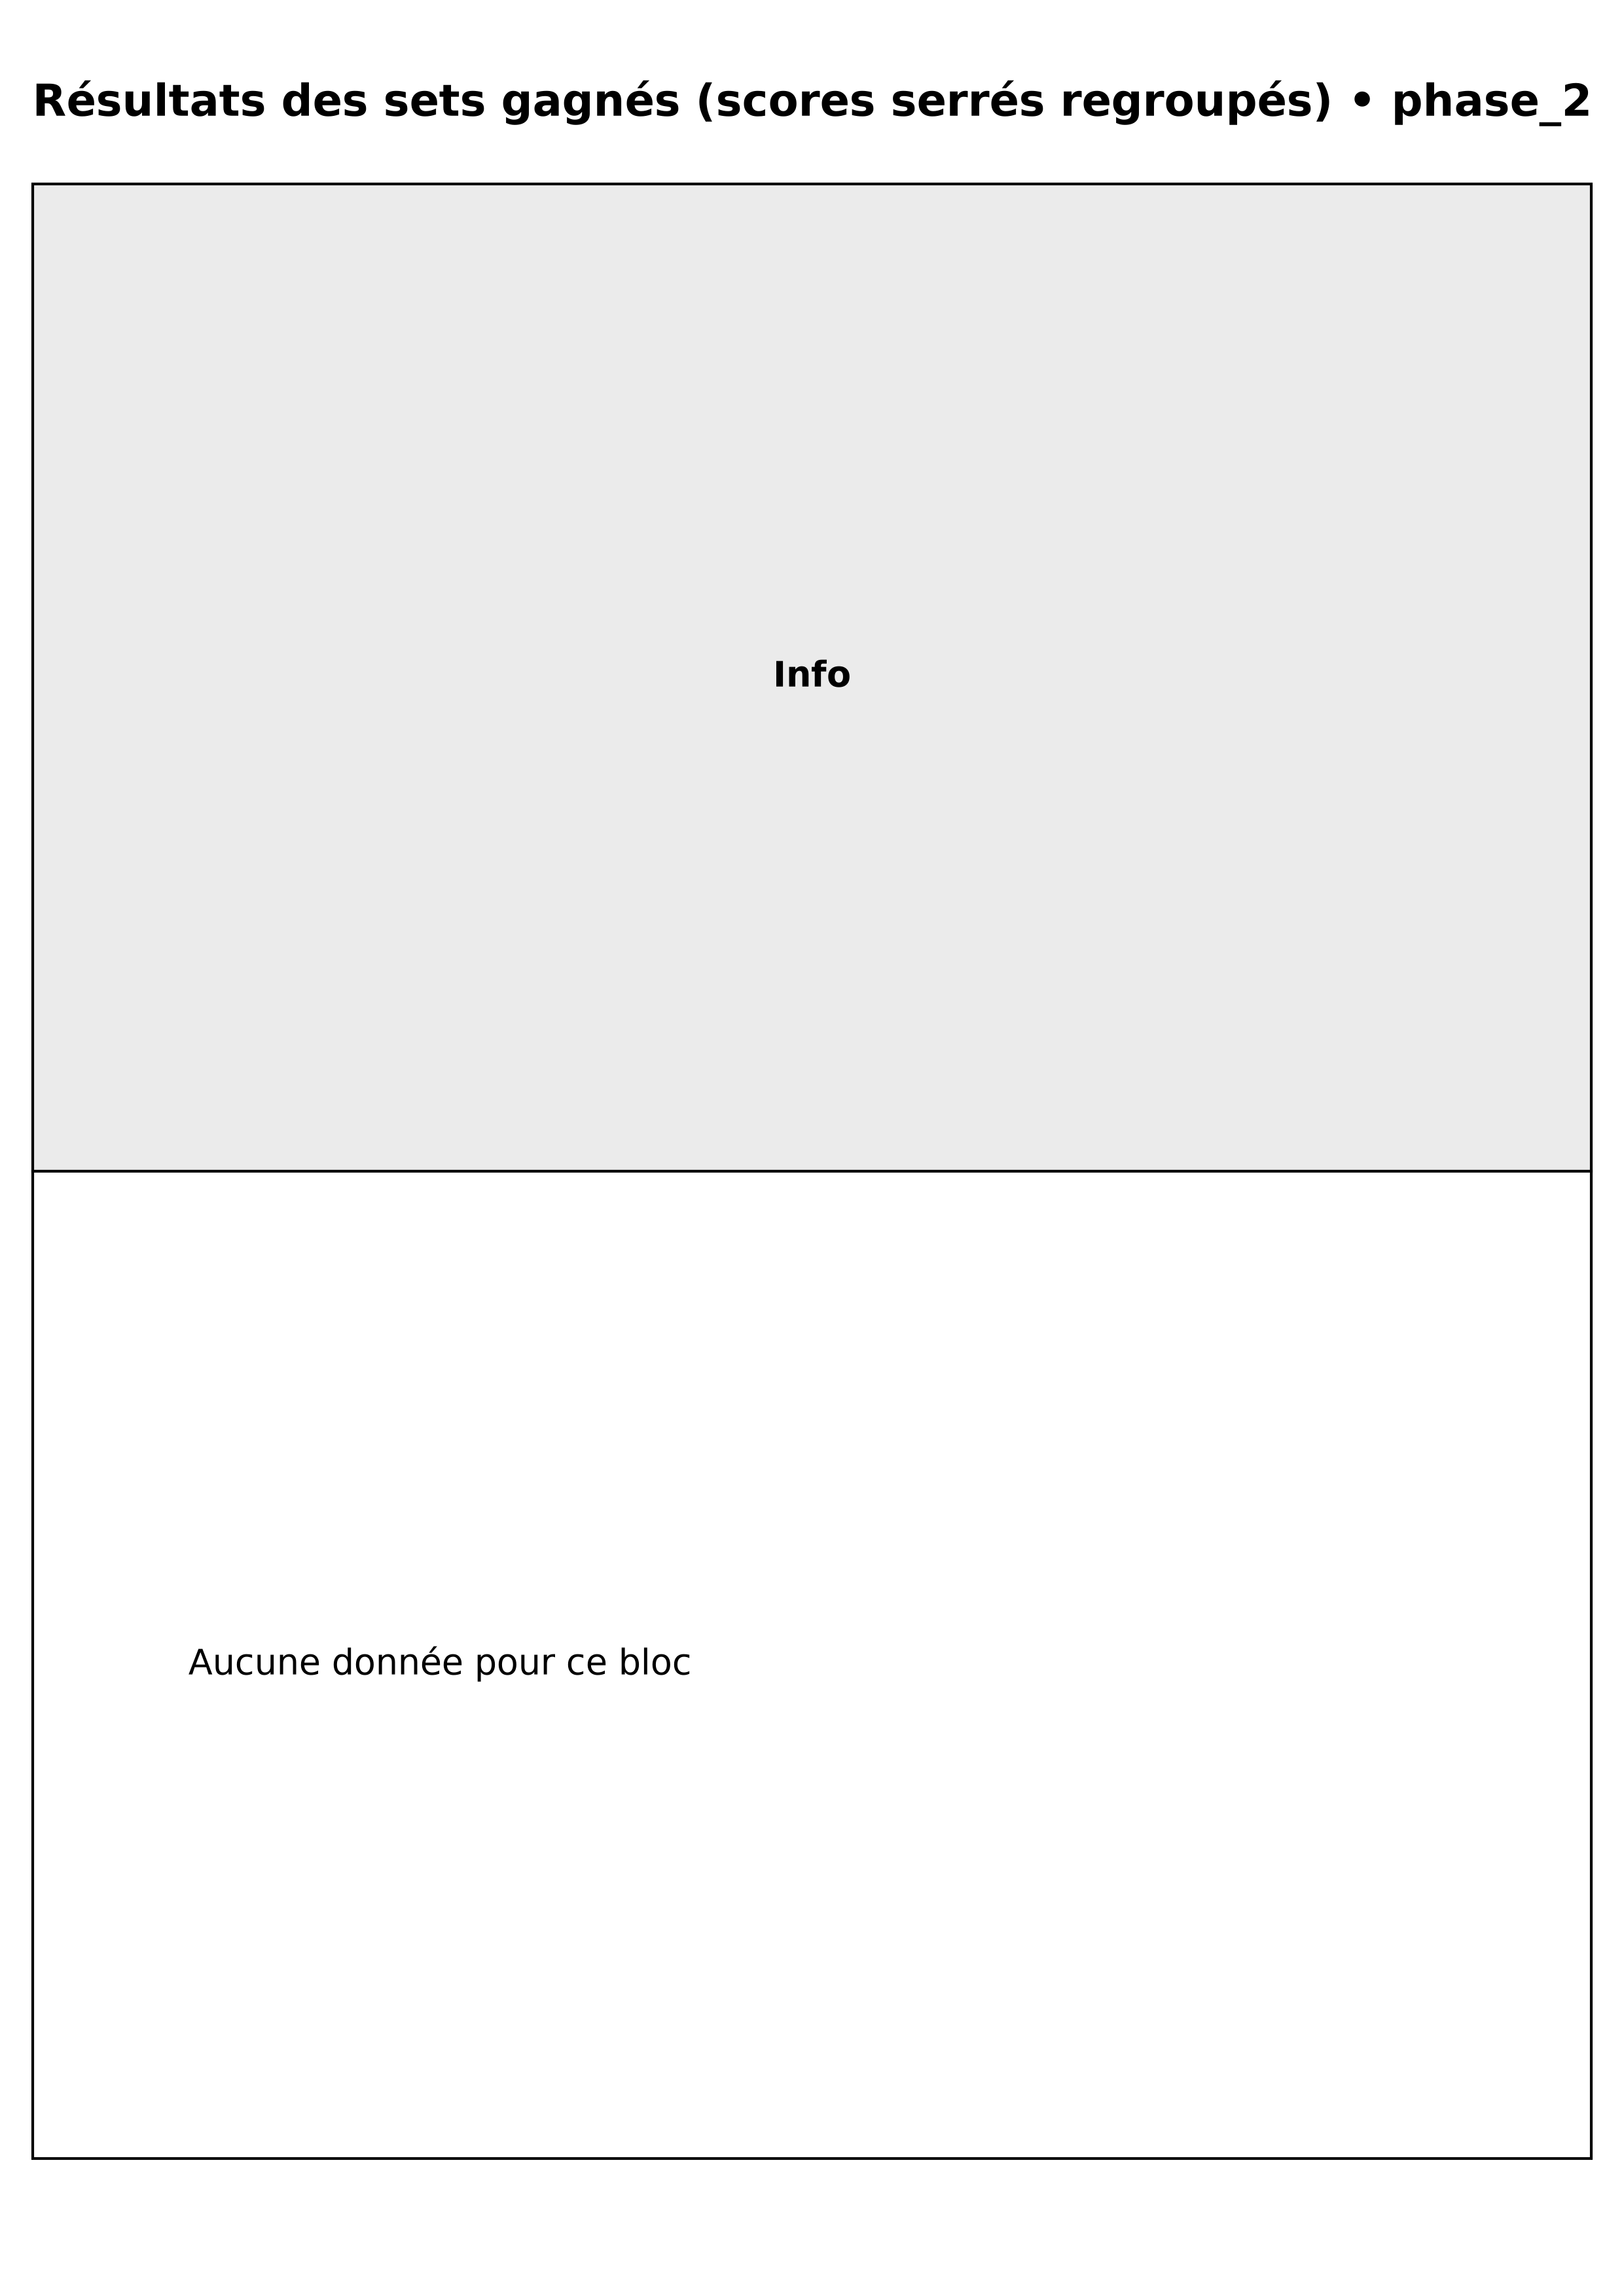 Résultats des sets gagnés (scores serrés regroupés) • phase_2
Info
Aucune donnée pour ce bloc